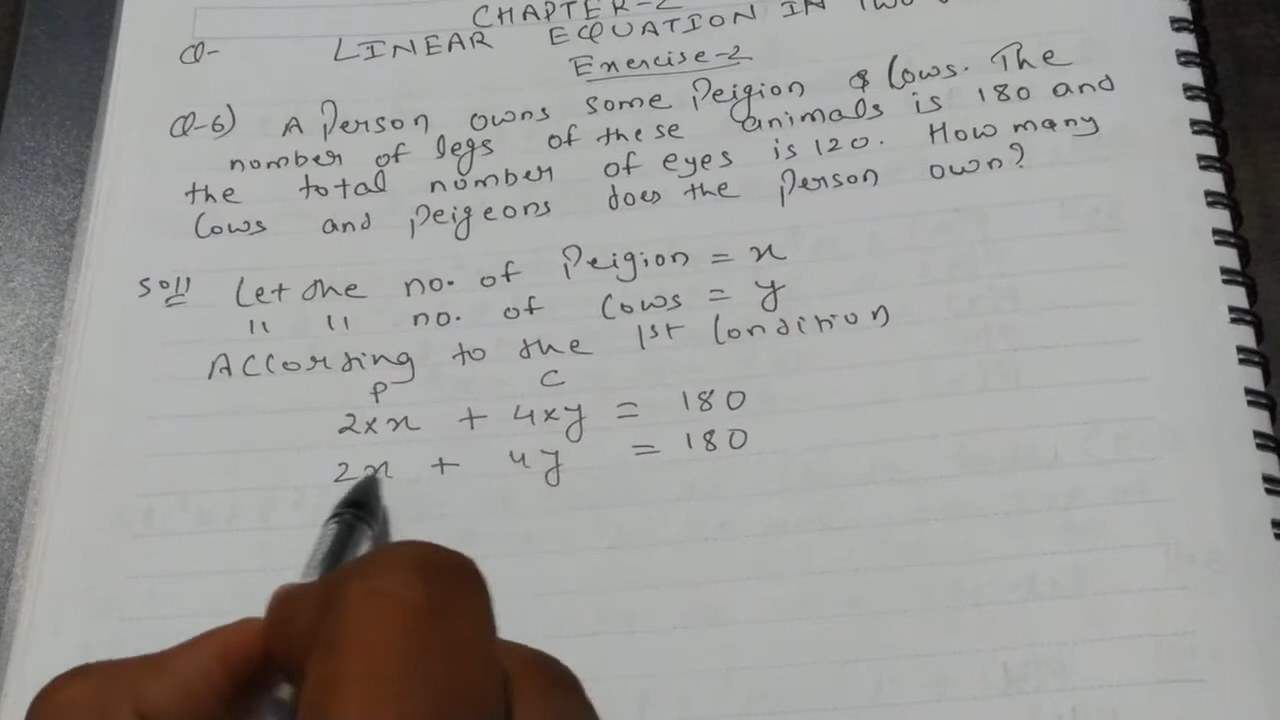 CHAPTER-2
Q- LINEAR EQUATION IN TWO
Exercise-2
Q-6) A Person owns some Peigion & Cows. The
number of legs of these animals is 180 and
the total number of eyes is 120. How many
Cows and Peigeons does the Person own?
Solⁿ Let the no. of Peigion = x
" " no. of Cows = y
According to the 1st Condition
P C
2×x + 4×y = 180
2x + 4y = 180